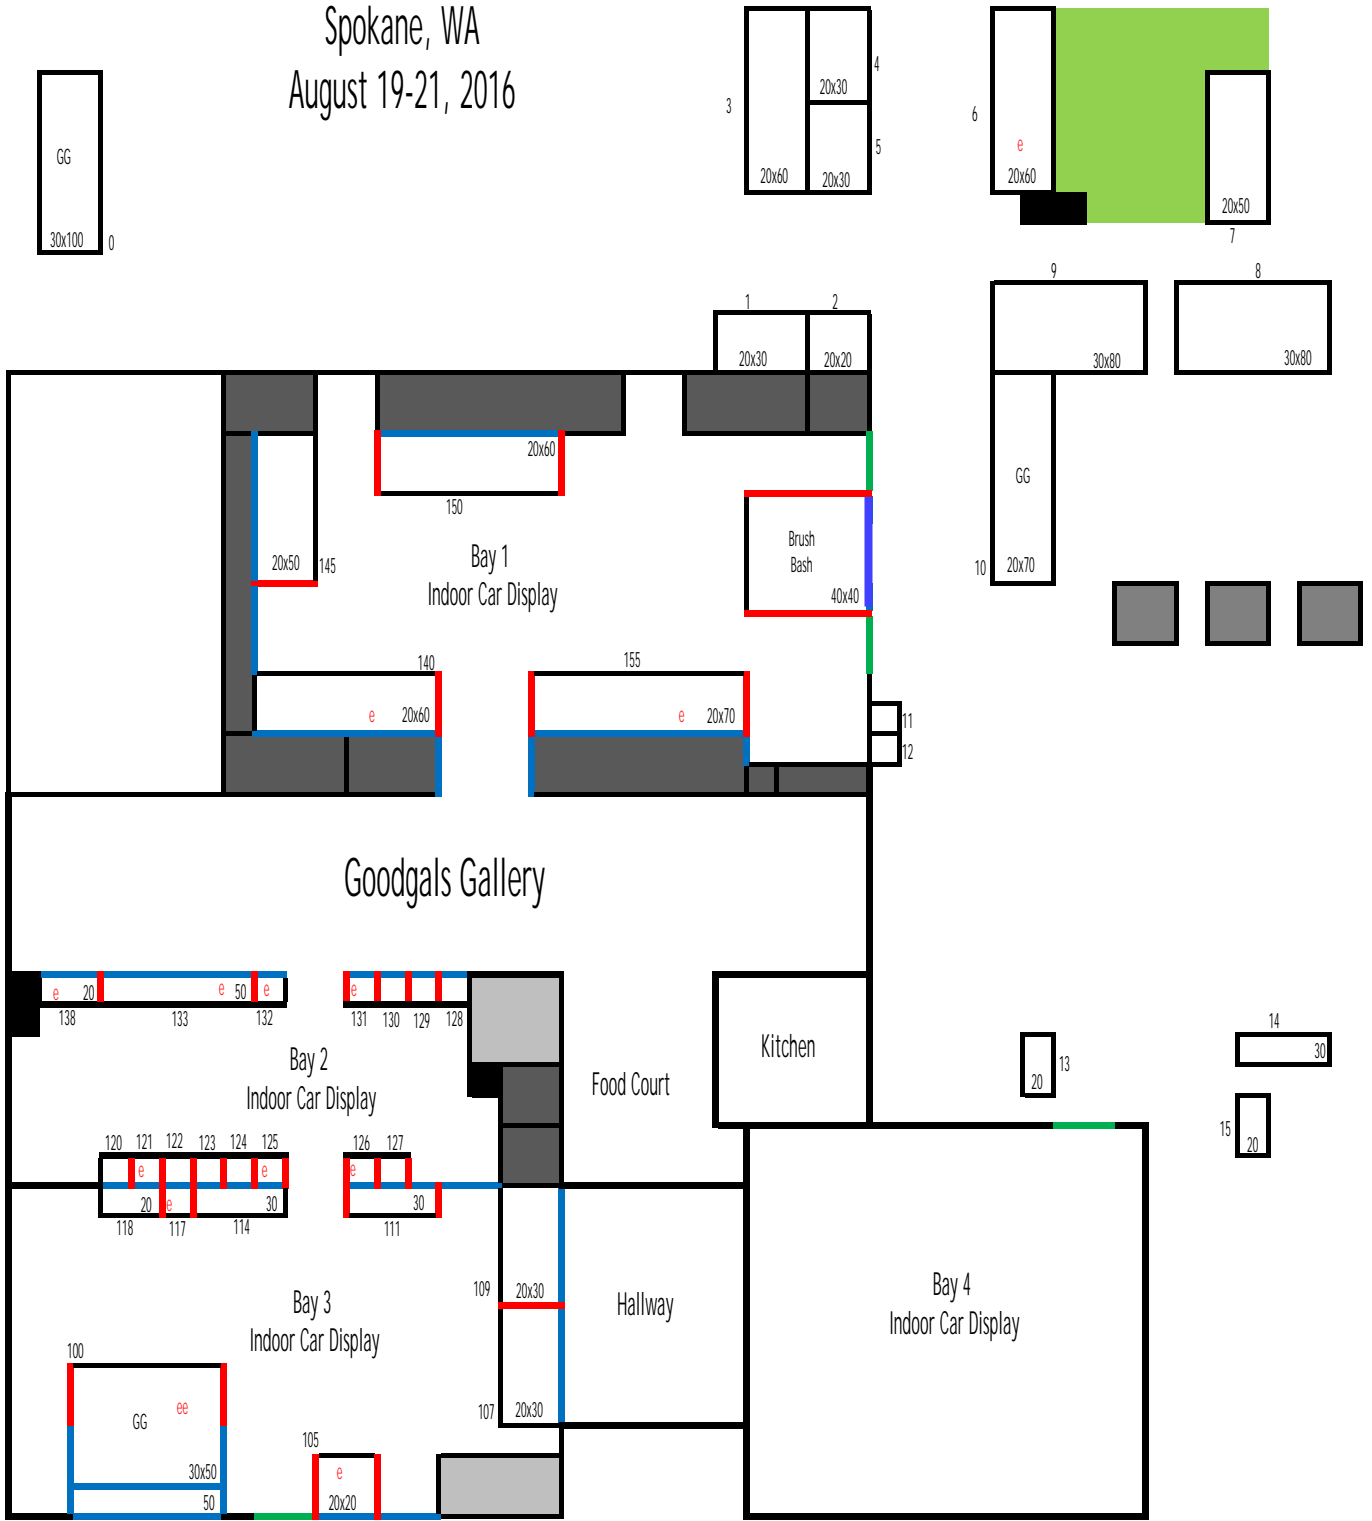 Spokane, WA
August 19-21, 2016
GG
30x100
0
3
20x60
20x30
4
20x30
5
6
e
20x60
20x50
7
9
30x80
8
30x80
1
20x30
2
20x20
GG
10
20x70
20x60
150
20x50
145
Bay 1
Indoor Car Display
Brush
Bash
40x40
140
e
20x60
155
e
20x70
11
12
Goodgals Gallery
e
20
e
50
e
e
138
133
132
131
130
129
128
Bay 2
Indoor Car Display
Food Court
Kitchen
13
20
14
30
15
20
120
121
122
123
124
125
126
127
e
e
e
20
e
30
30
118
117
114
111
109
20x30
Hallway
Bay 3
Indoor Car Display
Bay 4
Indoor Car Display
100
GG
ee
107
20x30
105
30x50
e
50
20x20